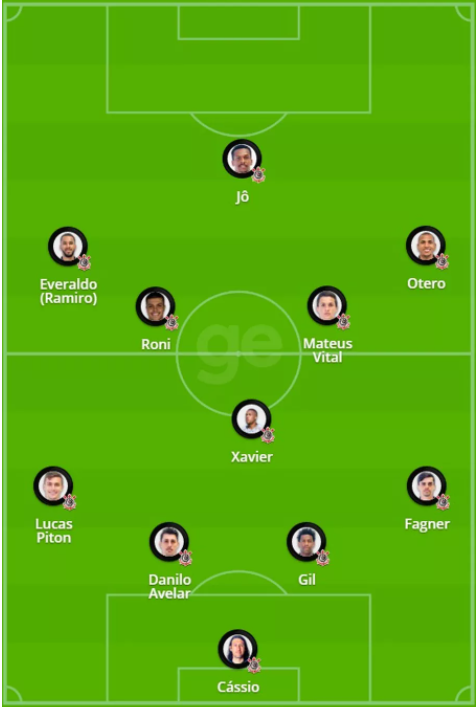 Jô
Everaldo
(Ramiro)
Otero
Roni
Mateus
Vital
ge
Xavier
Lucas
Piton
Fagner
Danilo
Avelar
Gil
Cássio